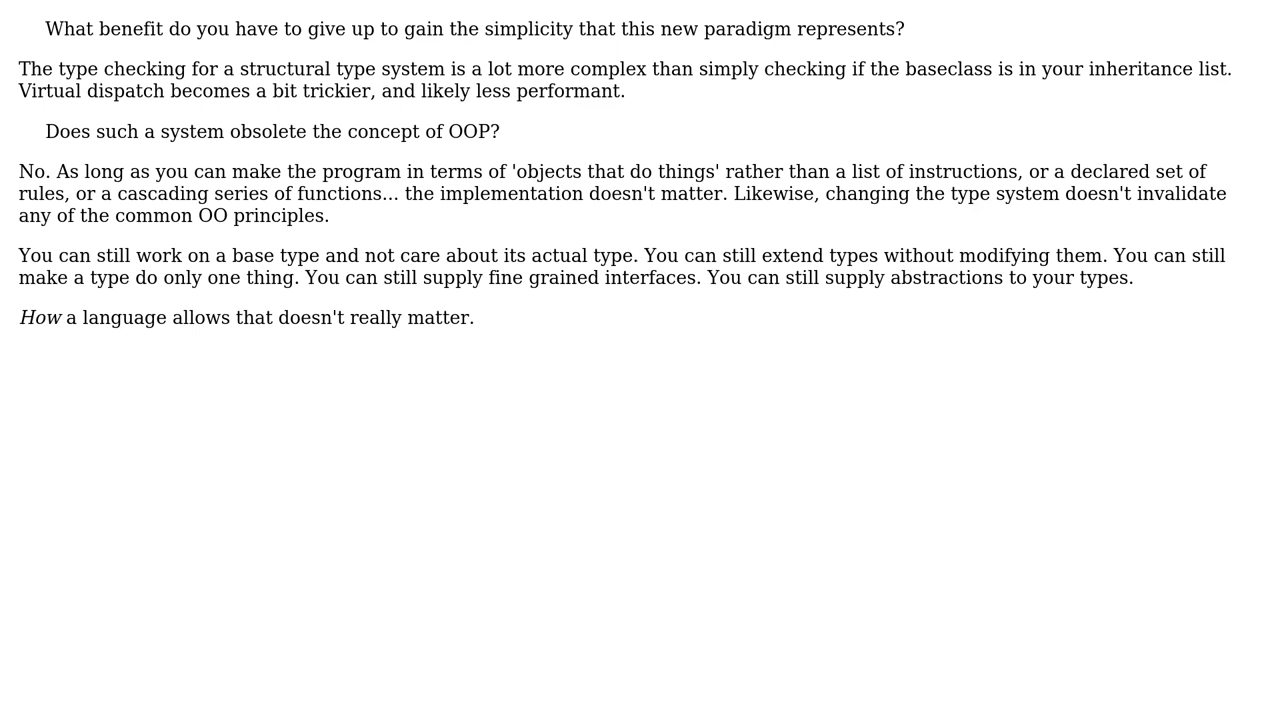 What benefit do you have to give up to gain the simplicity that this new paradigm represents?
The type checking for a structural type system is a lot more complex than simply checking if the baseclass is in your inheritance list.
Virtual dispatch becomes a bit trickier, and likely less performant.
Does such a system obsolete the concept of OOP?
No. As long as you can make the program in terms of 'objects that do things' rather than a list of instructions, or a declared set of
rules, or a cascading series of functions... the implementation doesn't matter. Likewise, changing the type system doesn't invalidate
any of the common OO principles.
You can still work on a base type and not care about its actual type. You can still extend types without modifying them. You can still
make a type do only one thing. You can still supply fine grained interfaces. You can still supply abstractions to your types.
How a language allows that doesn't really matter.